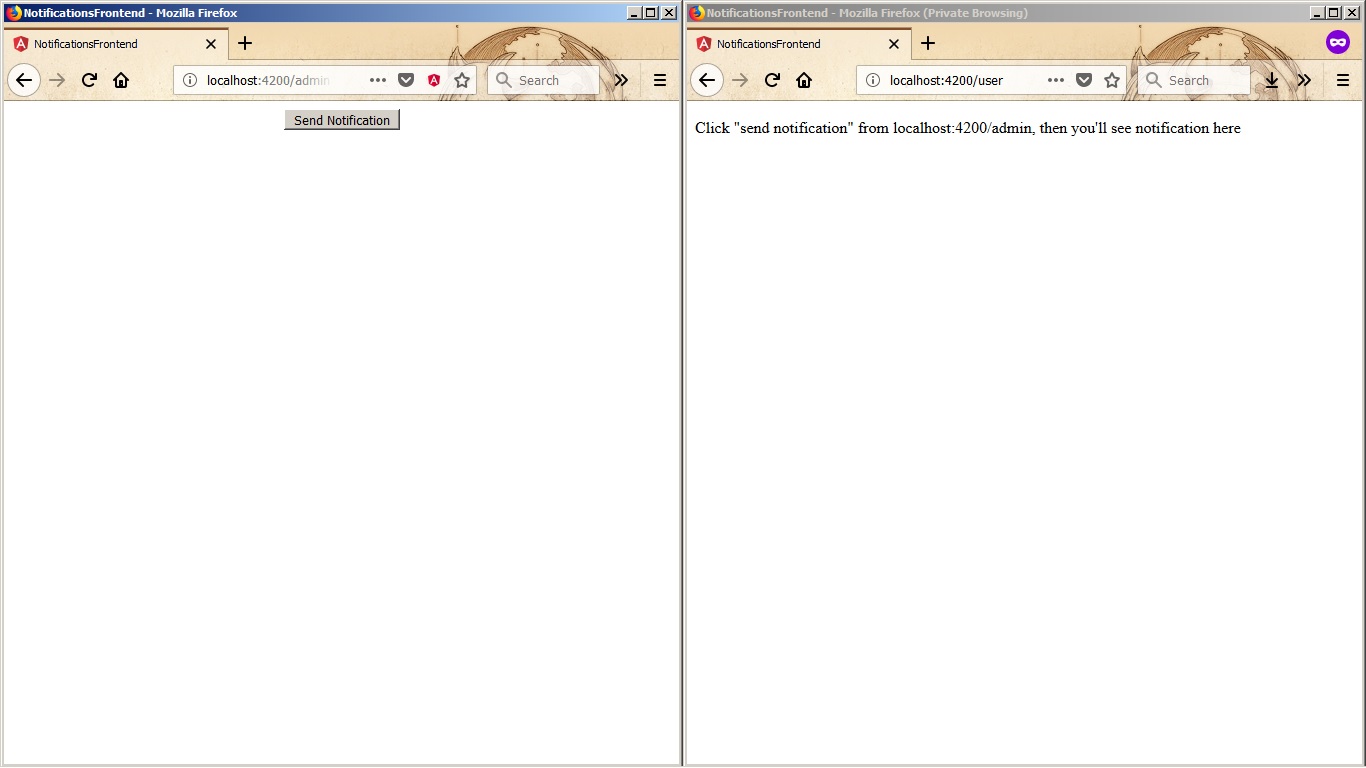 NotificationsFrontend - Mozilla Firefox
NotificationsFrontend
localhost:4200/admin
Search
Send Notification
NotificationsFrontend - Mozilla Firefox (Private Browsing)
NotificationsFrontend
localhost:4200/user
Search
Click "send notification" from localhost:4200/admin, then you'll see notification here